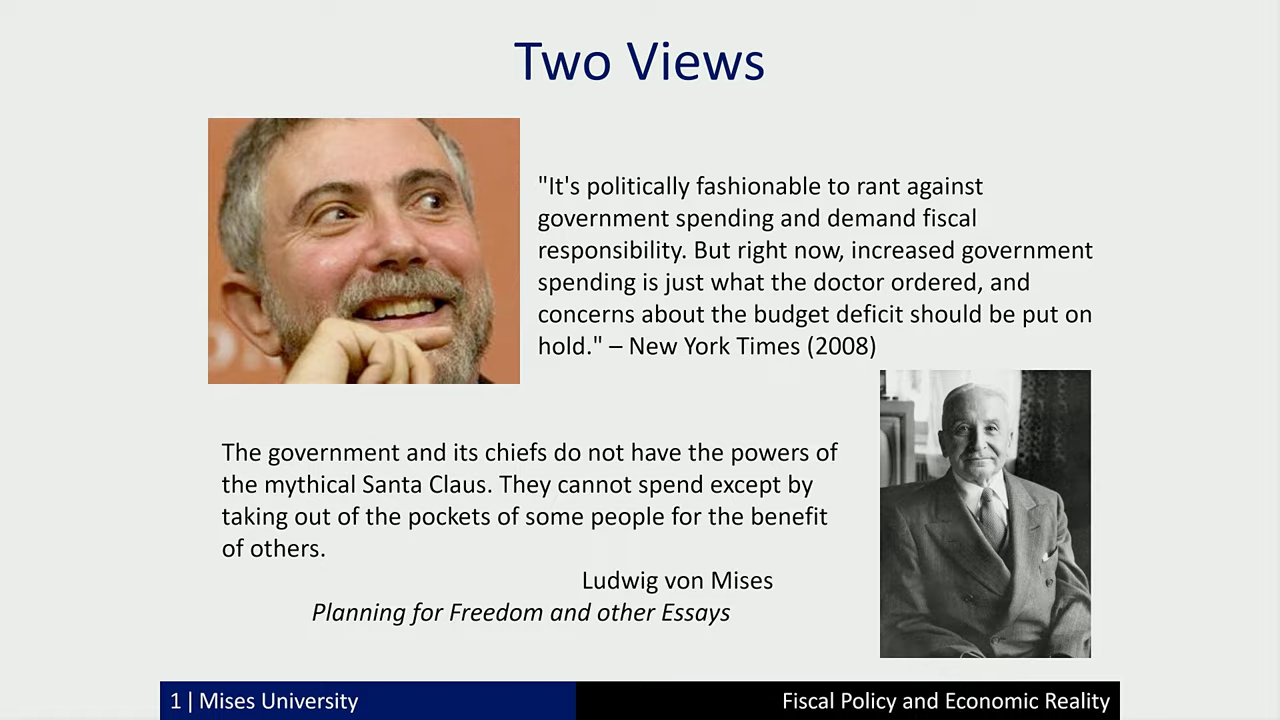 Two Views
"It's politically fashionable to rant against
government spending and demand fiscal
responsibility. But right now, increased government
spending is just what the doctor ordered, and
concerns about the budget deficit should be put on
hold." – New York Times (2008)
The government and its chiefs do not have the powers of
the mythical Santa Claus. They cannot spend except by
taking out of the pockets of some people for the benefit
of others.
Ludwig von Mises
Planning for Freedom and other Essays
1 | Mises University
Fiscal Policy and Economic Reality